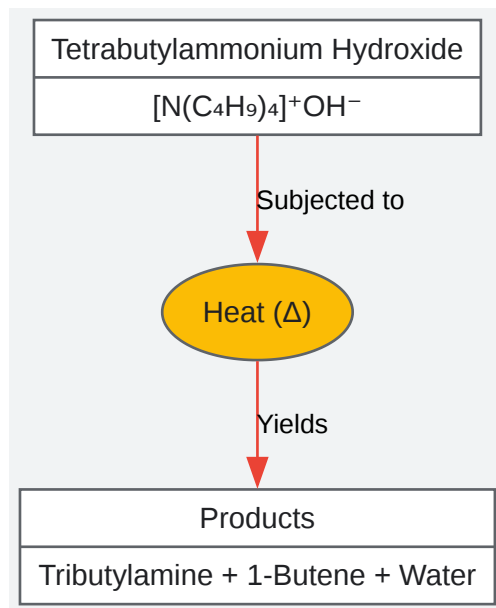 Tetrabutylammonium Hydroxide
[N(C₄H₉)₄]⁺OH⁻
Subjected to
Heat (Δ)
Yields
Products
Tributylamine + 1-Butene + Water